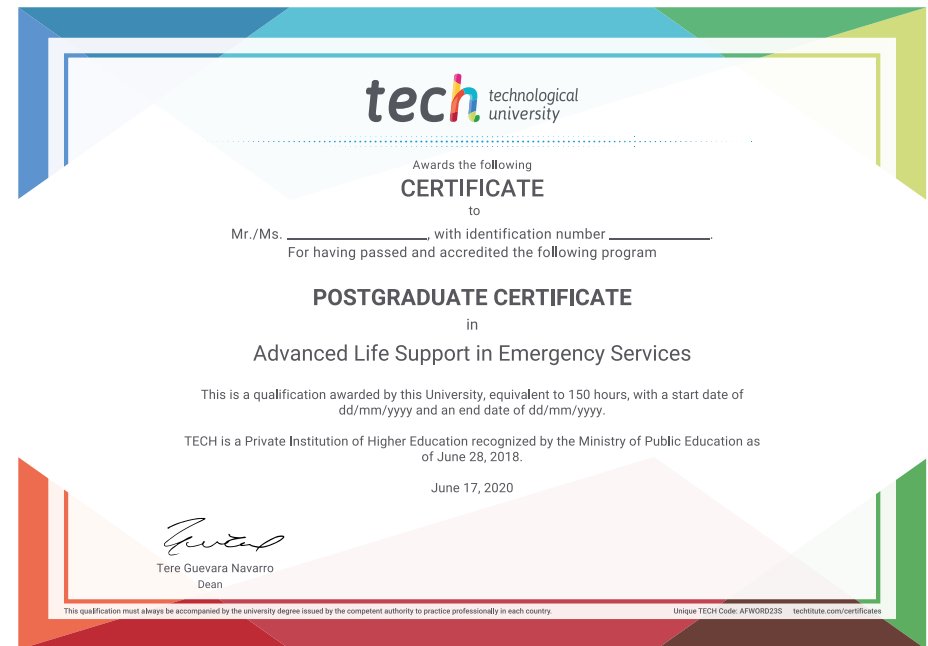 tech technological
university
Awards the following
CERTIFICATE
to
Mr./Ms. ____________________, with identification number ______________.
For having passed and accredited the following program
POSTGRADUATE CERTIFICATE
in
Advanced Life Support in Emergency Services
This is a qualification awarded by this University, equivalent to 150 hours, with a start date of
dd/mm/yyyy and an end date of dd/mm/yyyy.
TECH is a Private Institution of Higher Education recognized by the Ministry of Public Education as
of June 28, 2018.
June 17, 2020
Tere Guevara Navarro
Dean
This qualification must always be accompanied by the university degree issued by the competent authority to practice professionally in each country.
Unique TECH Code: AFWORD23S techtitute.com/certificates